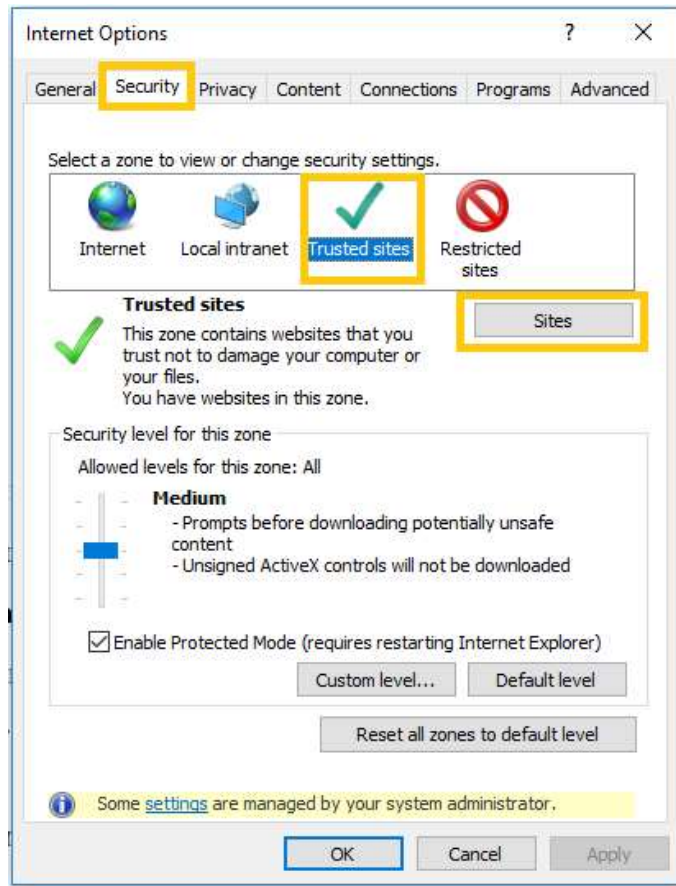 Internet Options
?
General Security Privacy Content Connections Programs Advanced
Select a zone to view or change security settings.
Internet Local intranet Trusted sites Restricted
sites
Trusted sites
Sites
This zone contains websites that you
trust not to damage your computer or
your files.
You have websites in this zone.
Security level for this zone
Allowed levels for this zone: All
Medium
- Prompts before downloading potentially unsafe
content
- Unsigned ActiveX controls will not be downloaded
Enable Protected Mode (requires restarting Internet Explorer)
Custom level... Default level
Reset all zones to default level
Some settings are managed by your system administrator.
OK Cancel Apply